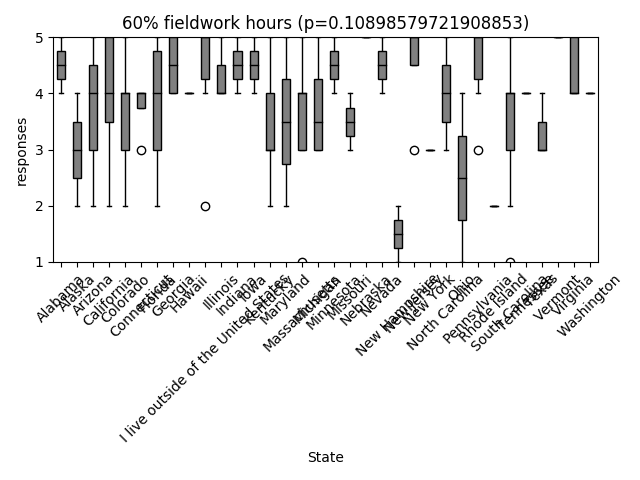 60% fieldwork hours (p=0.10898579721908853)
responses
5
4
3
2
1
Alabama
Alaska
Arizona
California
Colorado
Connecticut
Florida
Georgia
Hawaii
I live outside of the United States
Illinois
Indiana
Iowa
Kentucky
Maryland
Massachusetts
Michigan
Minnesota
Missouri
Nebraska
Nevada
New Hampshire
New Jersey
New York
North Carolina
Ohio
Pennsylvania
Rhode Island
South Carolina
Tennessee
Texas
Vermont
Virginia
Washington
State